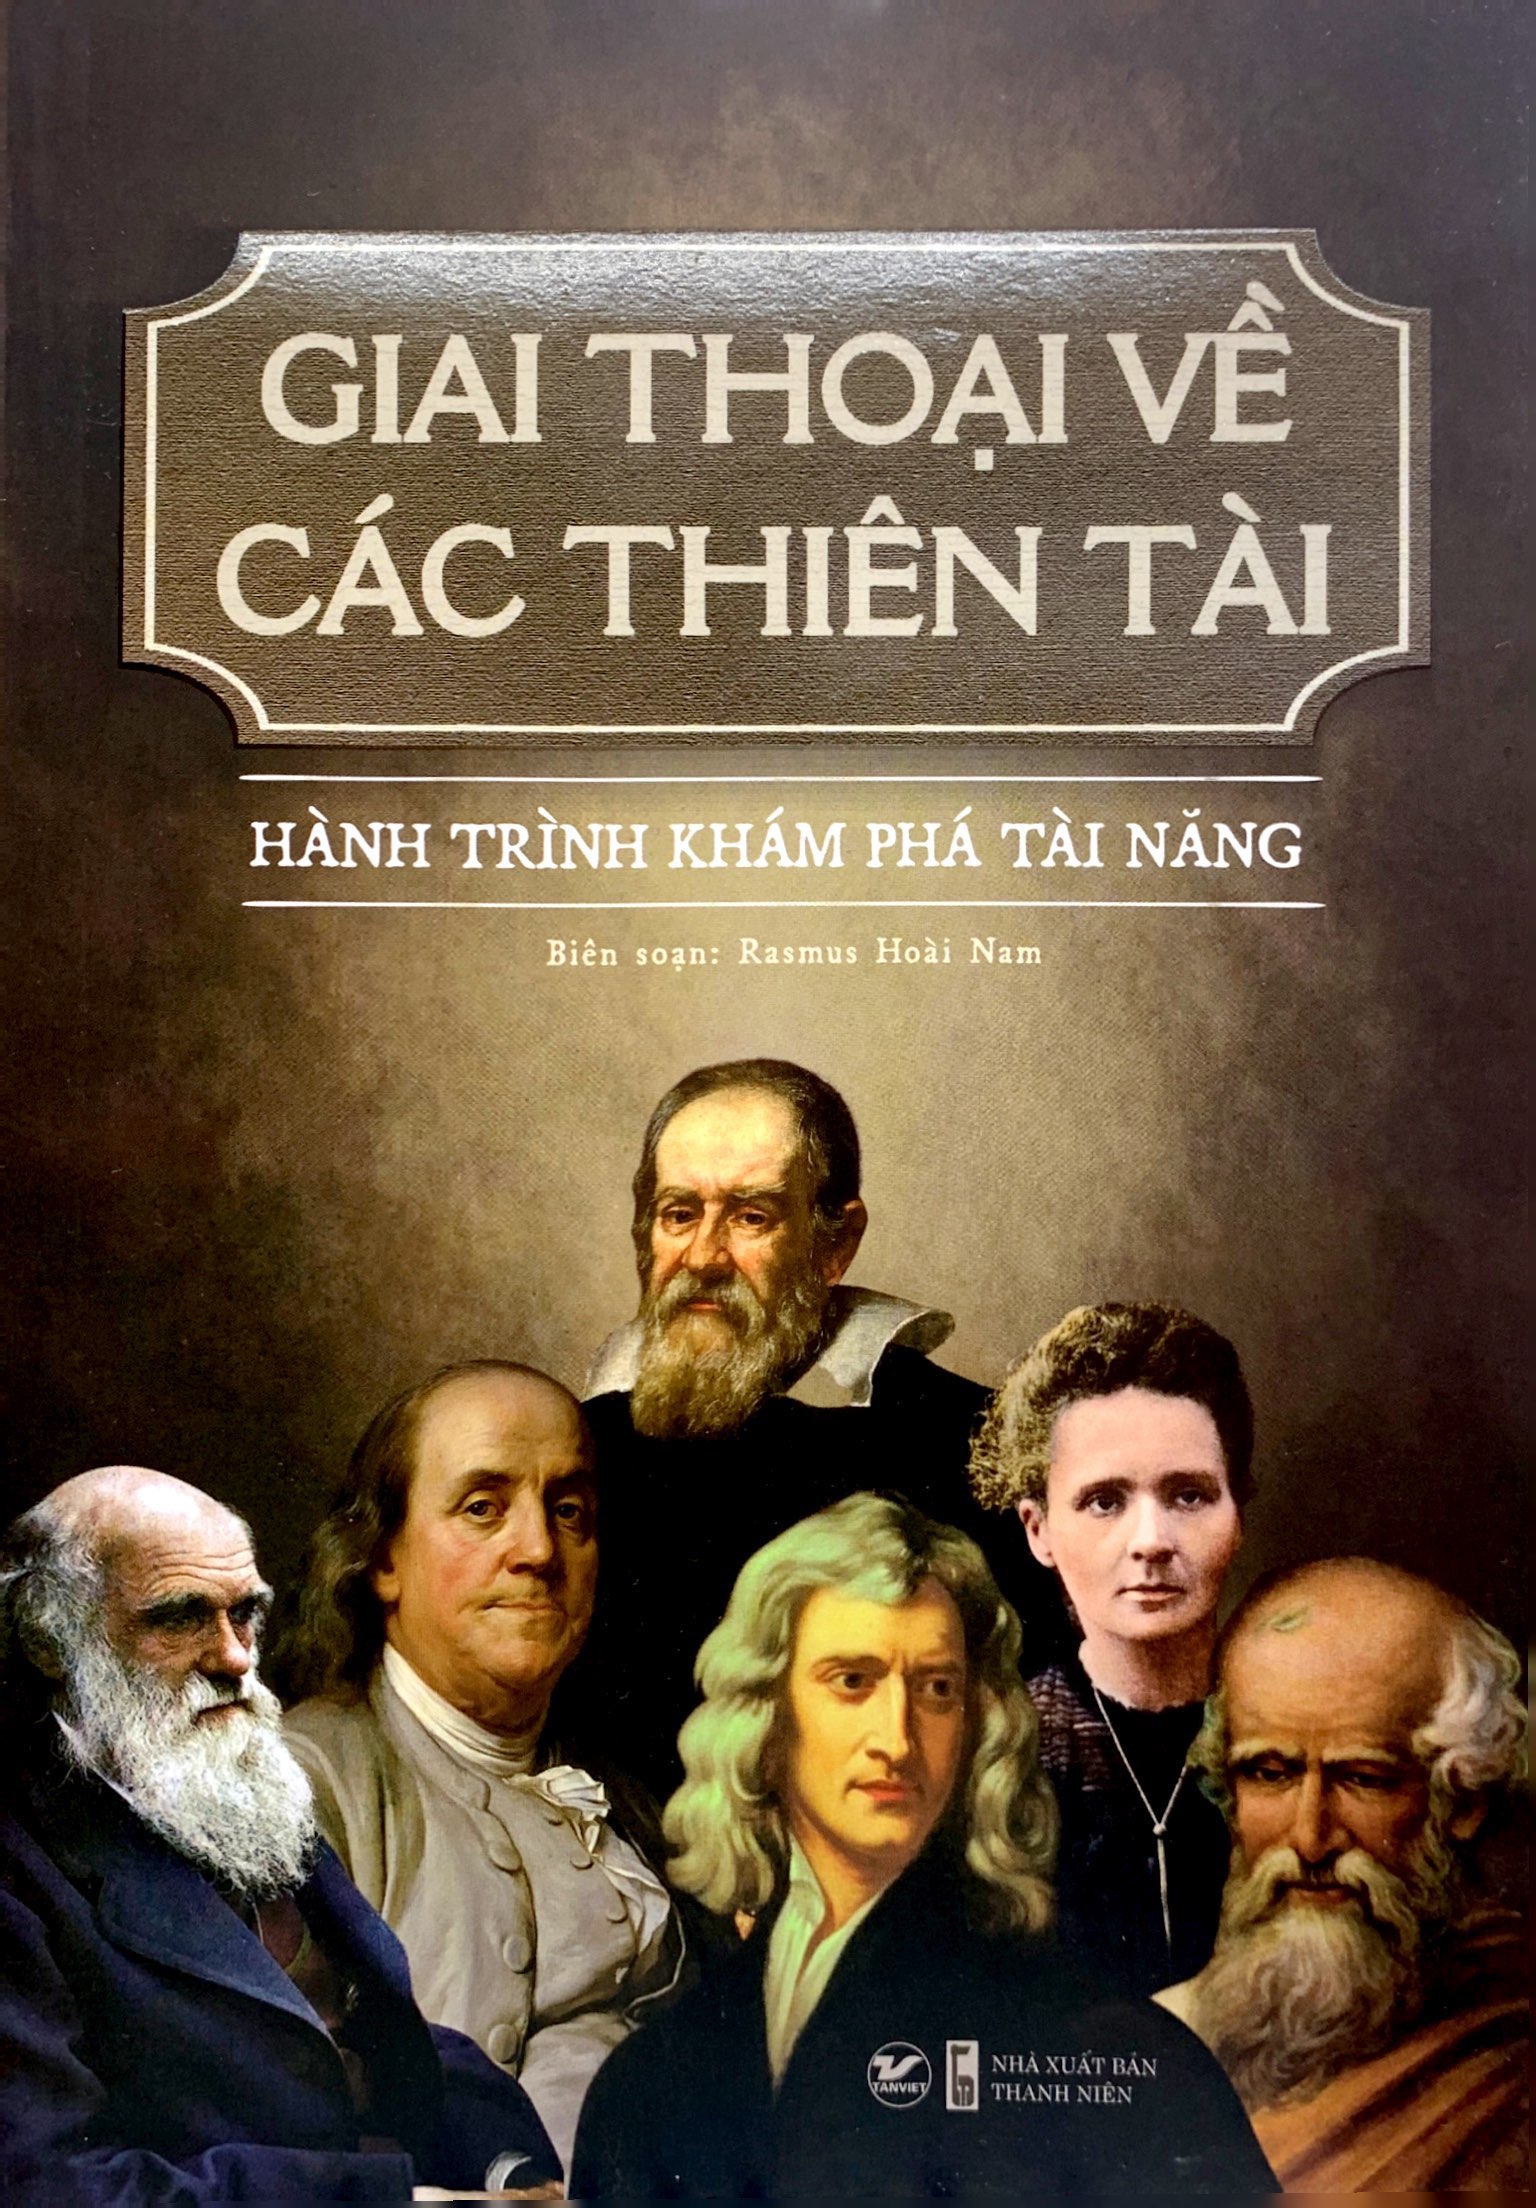 GIAI THOẠI VỀ
CÁC THIÊN TÀI
HÀNH TRÌNH KHÁM PHÁ TÀI NĂNG
Biên soạn: Rasmus Hoài Nam
TANVIET
NHÀ XUẤT BẢN
THANH NIÊN